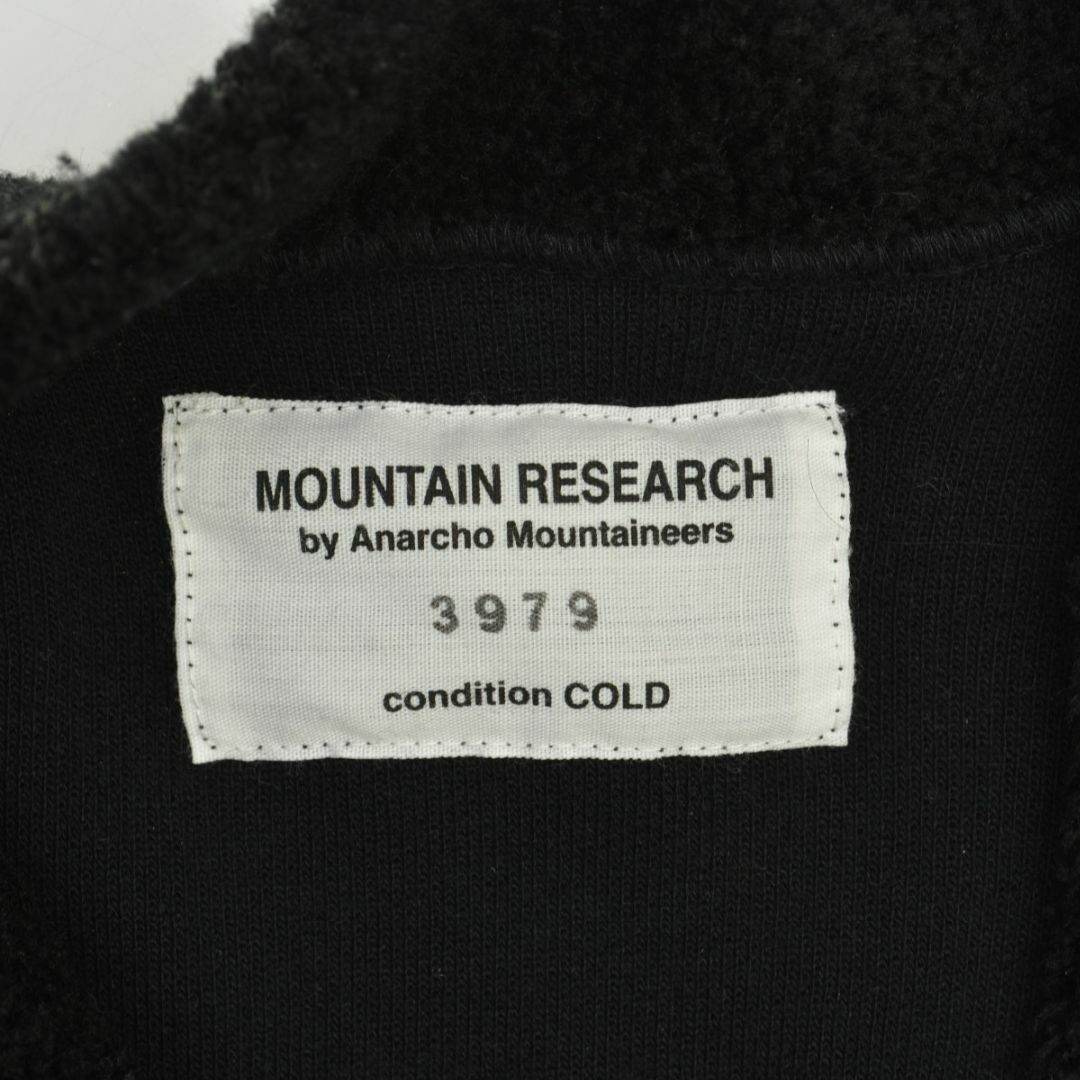 MOUNTAIN RESEARCH
by Anarcho Mountaineers
3979
condition COLD